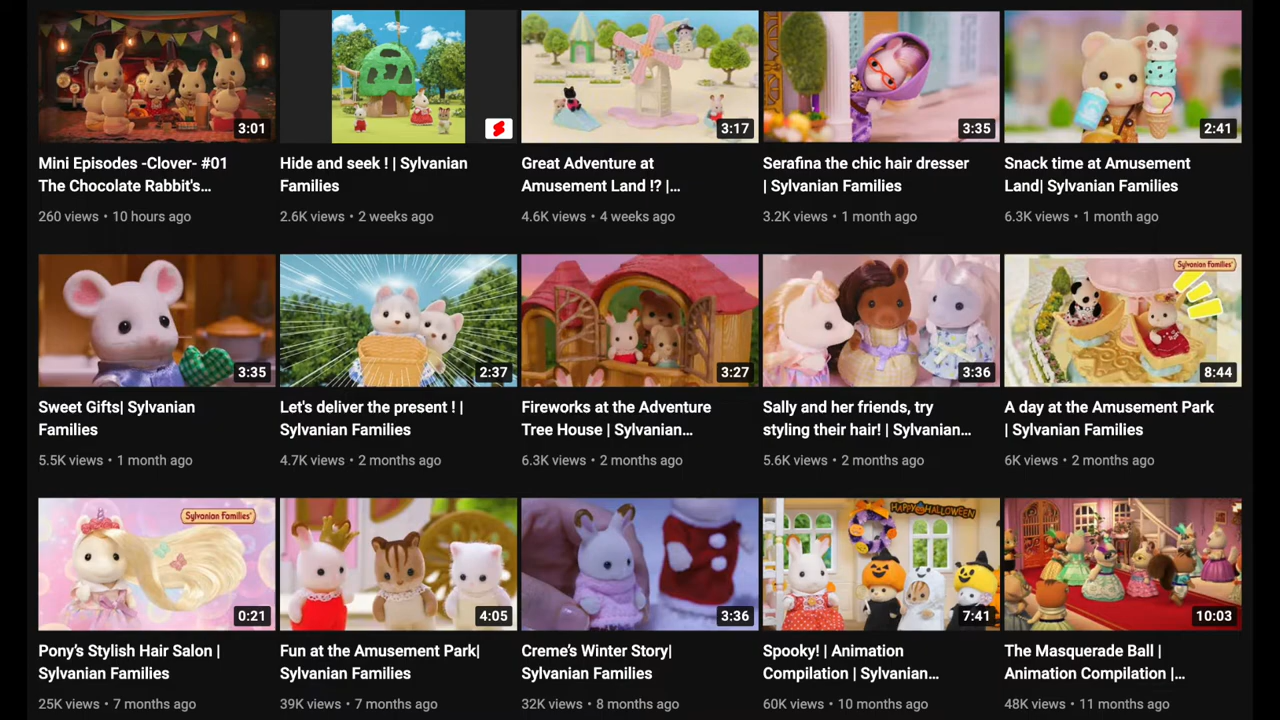 3:01
3:17
3:35
2:41
Mini Episodes -Clover- #01
The Chocolate Rabbit's...
260 views • 10 hours ago
Hide and seek ! | Sylvanian
Families
2.6K views • 2 weeks ago
Great Adventure at
Amusement Land !? |...
4.6K views • 4 weeks ago
Serafina the chic hair dresser
| Sylvanian Families
3.2K views • 1 month ago
Snack time at Amusement
Land| Sylvanian Families
6.3K views • 1 month ago
3:35
2:37
3:27
3:36
Sylvanian Families
8:44
Sweet Gifts| Sylvanian
Families
5.5K views • 1 month ago
Let's deliver the present ! |
Sylvanian Families
4.7K views • 2 months ago
Fireworks at the Adventure
Tree House | Sylvanian...
6.3K views • 2 months ago
Sally and her friends, try
styling their hair! | Sylvanian...
5.6K views • 2 months ago
A day at the Amusement Park
| Sylvanian Families
6K views • 2 months ago
Sylvanian Families
0:21
4:05
3:36
HAPPY HALLOWEEN
7:41
10:03
Pony's Stylish Hair Salon |
Sylvanian Families
25K views • 7 months ago
Fun at the Amusement Park|
Sylvanian Families
39K views • 7 months ago
Creme's Winter Story|
Sylvanian Families
32K views • 8 months ago
Spooky! | Animation
Compilation | Sylvanian...
60K views • 10 months ago
The Masquerade Ball |
Animation Compilation |...
48K views • 11 months ago